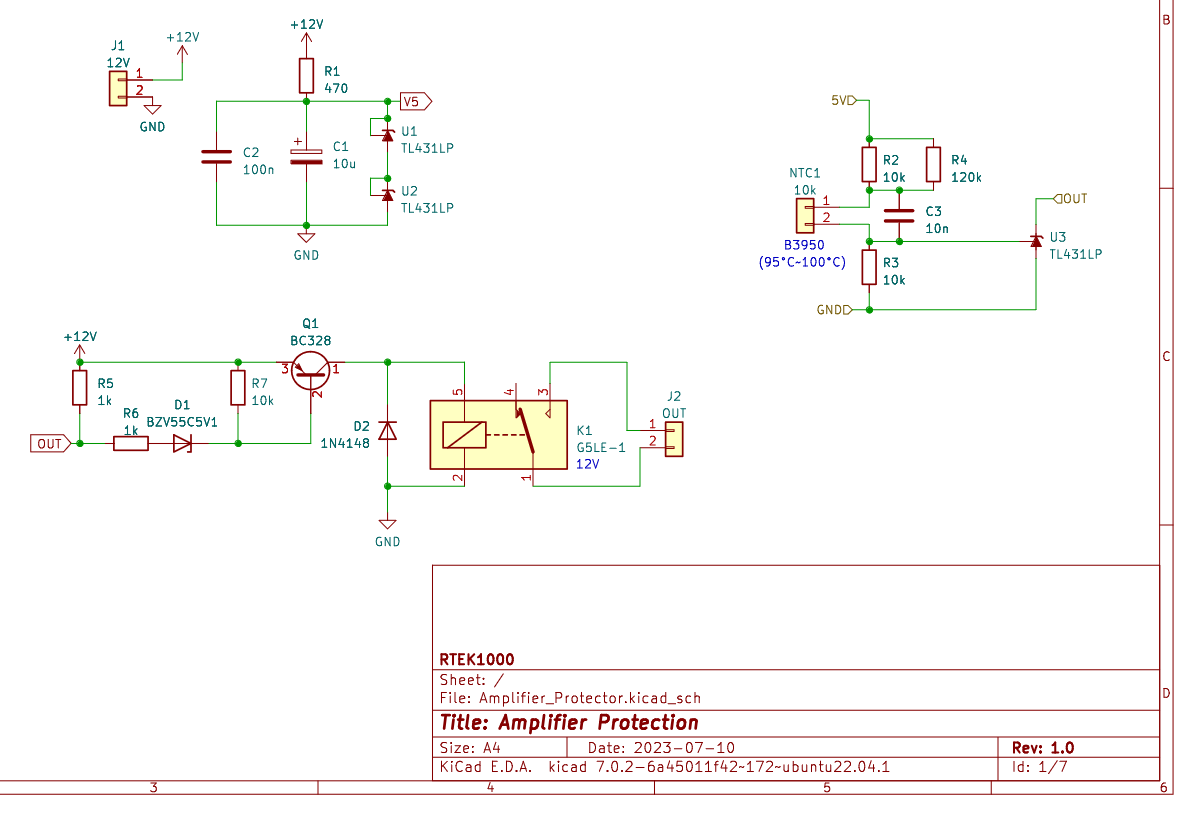 B
+12V
J1
12V
+12V
1
2
GND
R1
470
V5
C2
100n
+
C1
10u
U1
TL431LP
U2
TL431LP
GND
5V
R2
10k
R4
120k
NTC1
10k
1
2
B3950
(95°C~100°C)
C3
10n
OUT
U3
TL431LP
R3
10k
GND
+12V
R5
1k
OUT
R6
1k
D1
BZV55C5V1
R7
10k
Q1
BC328
3
1
2
D2
1N4148
GND
5
4
3
2
1
K1
G5LE-1
12V
J2
OUT
1
2
C
D
RTEK1000
Sheet: /
File: Amplifier_Protector.kicad_sch
Title: Amplifier Protection
Size: A4
Date: 2023-07-10
Rev: 1.0
KiCad E.D.A. kicad 7.0.2-6a45011f42~172~ubuntu22.04.1
Id: 1/7
3
4
5
6